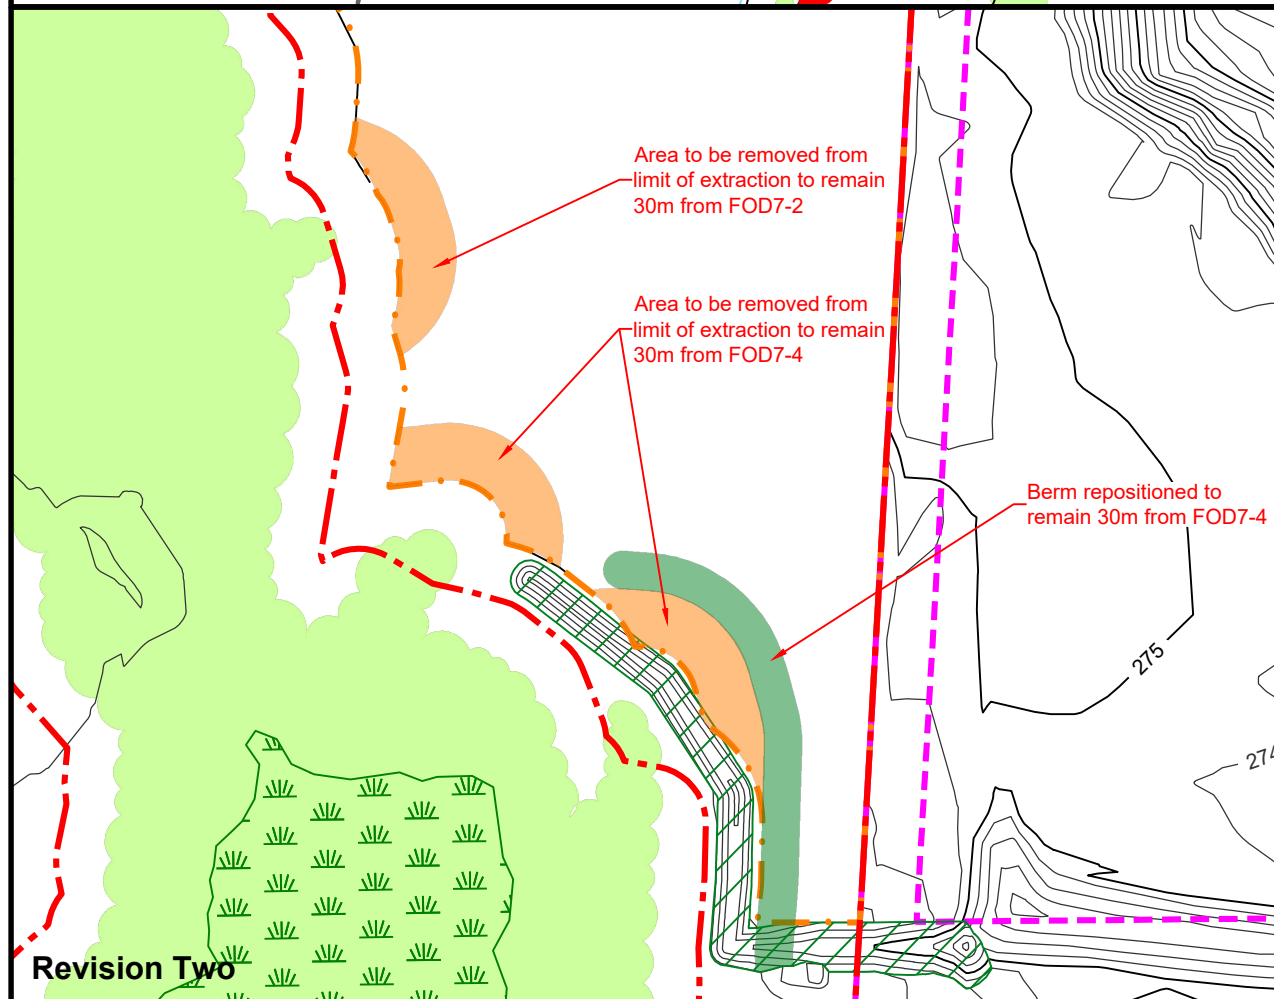 Area to be removed from
limit of extraction to remain
30m from FOD7-2
Area to be removed from
limit of extraction to remain
30m from FOD7-4
Berm repositioned to
remain 30m from FOD7-4
275
274
Revision Two